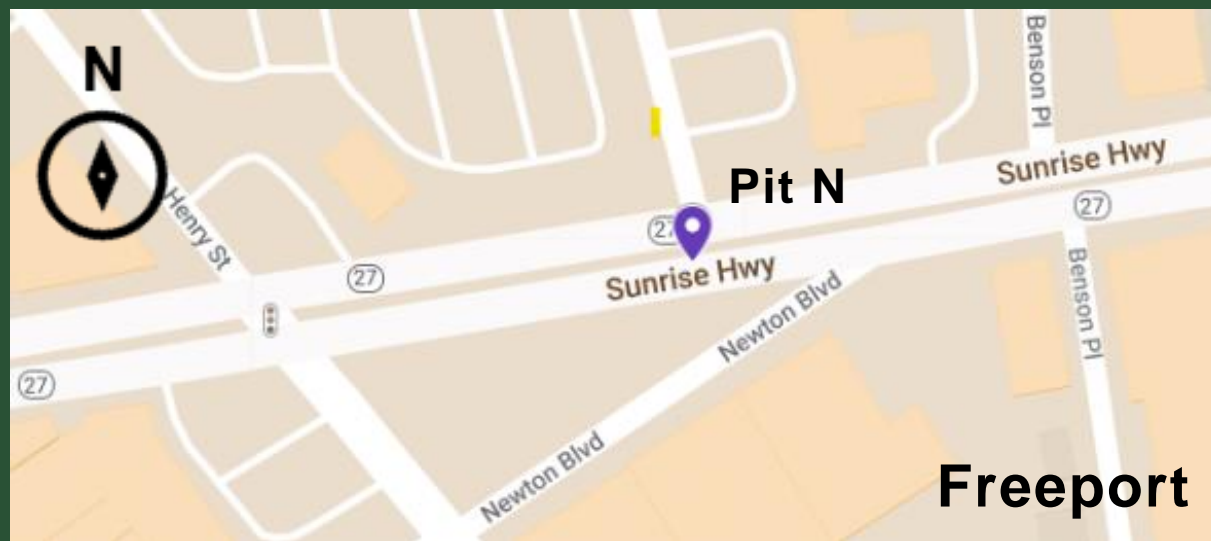 N
Benson Pl
Sunrise Hwy
Pit N
27
Henry St
27
Sunrise Hwy
27
Newton Blvd
Benson Pl
27
Newton Blvd
Freeport